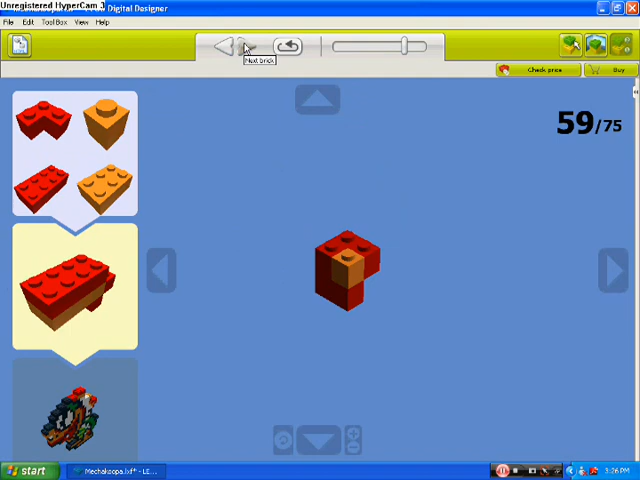 Unregistered HyperCam 3
Digital Designer
File Edit ToolBox View Help
Next brick
Check price
Buy
59/75
start
Mechakoopa.lxf* - LE...
3:26 PM